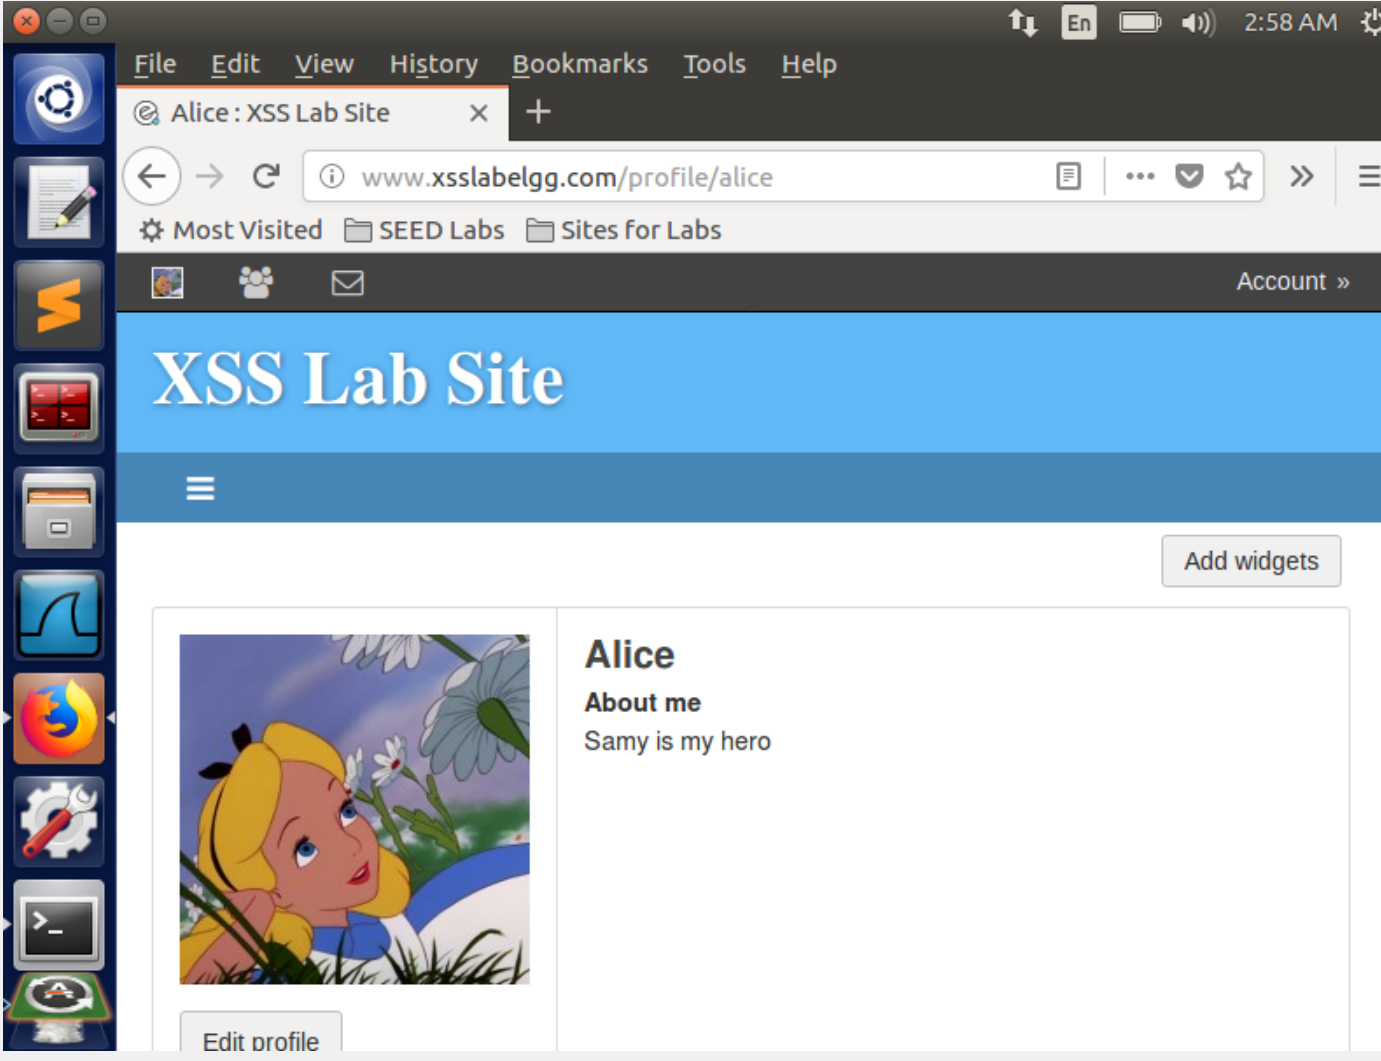 En 2:58 AM
File Edit View History Bookmarks Tools Help
Alice : XSS Lab Site
www.xsslabelgg.com/profile/alice
Most Visited SEED Labs Sites for Labs
Account »
XSS Lab Site
Add widgets
Alice
About me
Samy is my hero
Edit profile